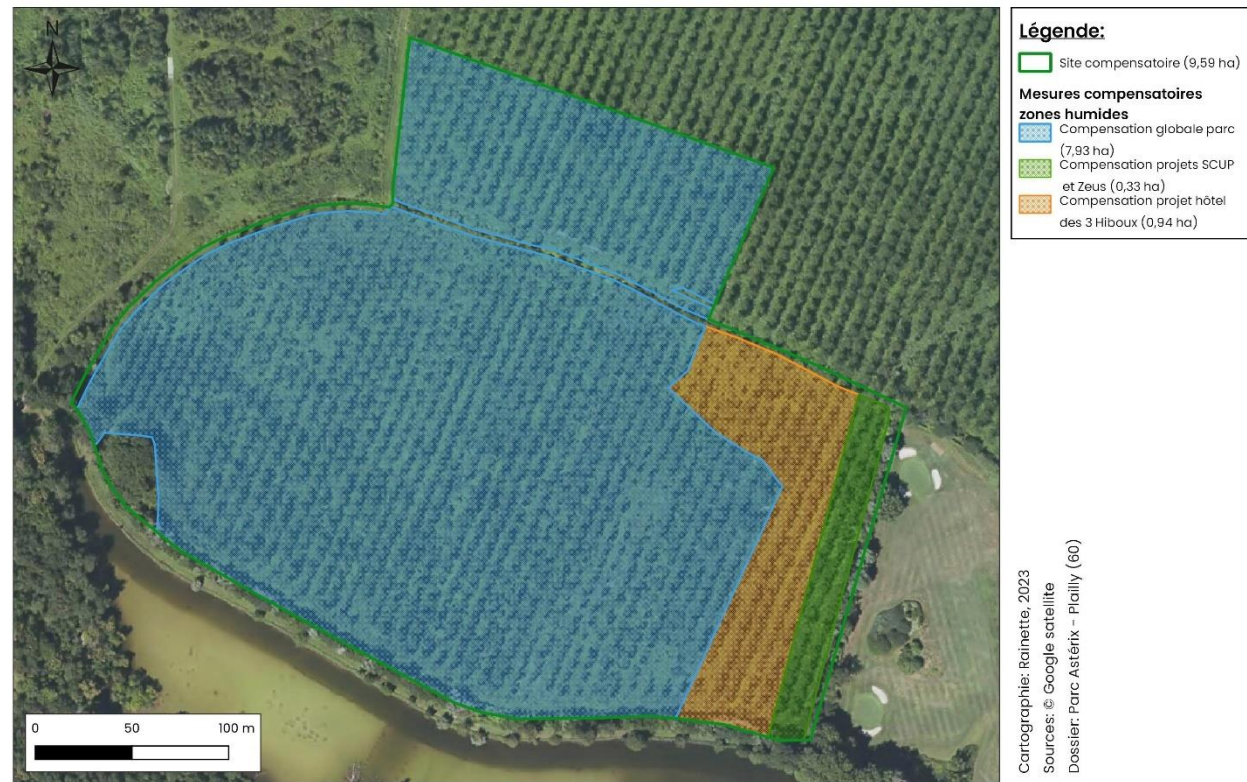 N
Légende:
Site compensatoire (9,59 ha)
Mesures compensatoires
zones humides
Compensation globale parc
(7,93 ha)
Compensation projets SCUP
et Zeus (0,33 ha)
Compensation projet hôtel
des 3 Hiboux (0,94 ha)
0 50 100 m
Cartographie: Rainette, 2023
Sources: © Google satellite
Dossier: Parc Astérix - Plailly (60)